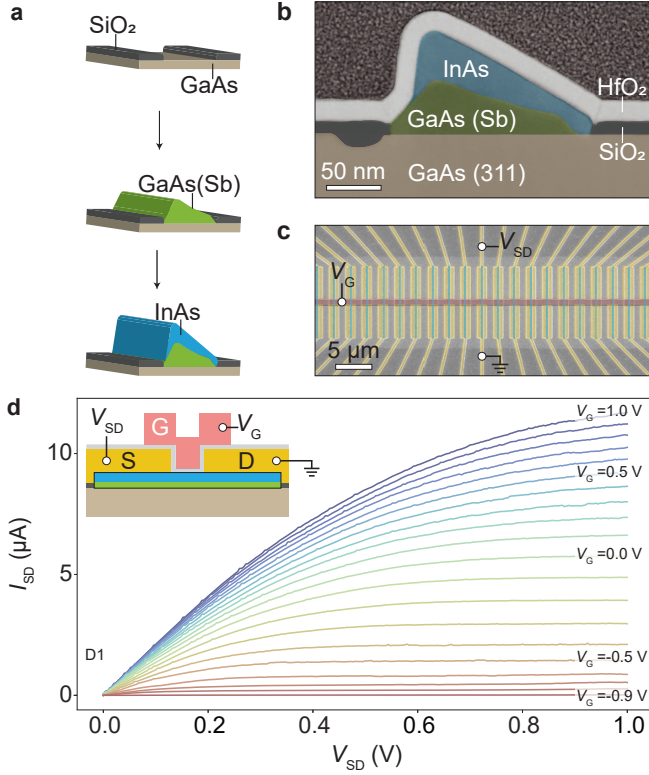 a
SiO₂
GaAs
GaAs(Sb)
InAs
b
InAs
GaAs (Sb)
HfO₂
SiO₂
50 nm
GaAs (311)
c
V_SD
V_G
5 μm
d
V_SD
G
V_G
S
D
V_G=1.0 V
V_G=0.5 V
V_G=0.0 V
V_G=-0.5 V
V_G=-0.9 V
D1
10
5
0
I_SD (μA)
0.0 0.2 0.4 0.6 0.8 1.0
V_SD (V)